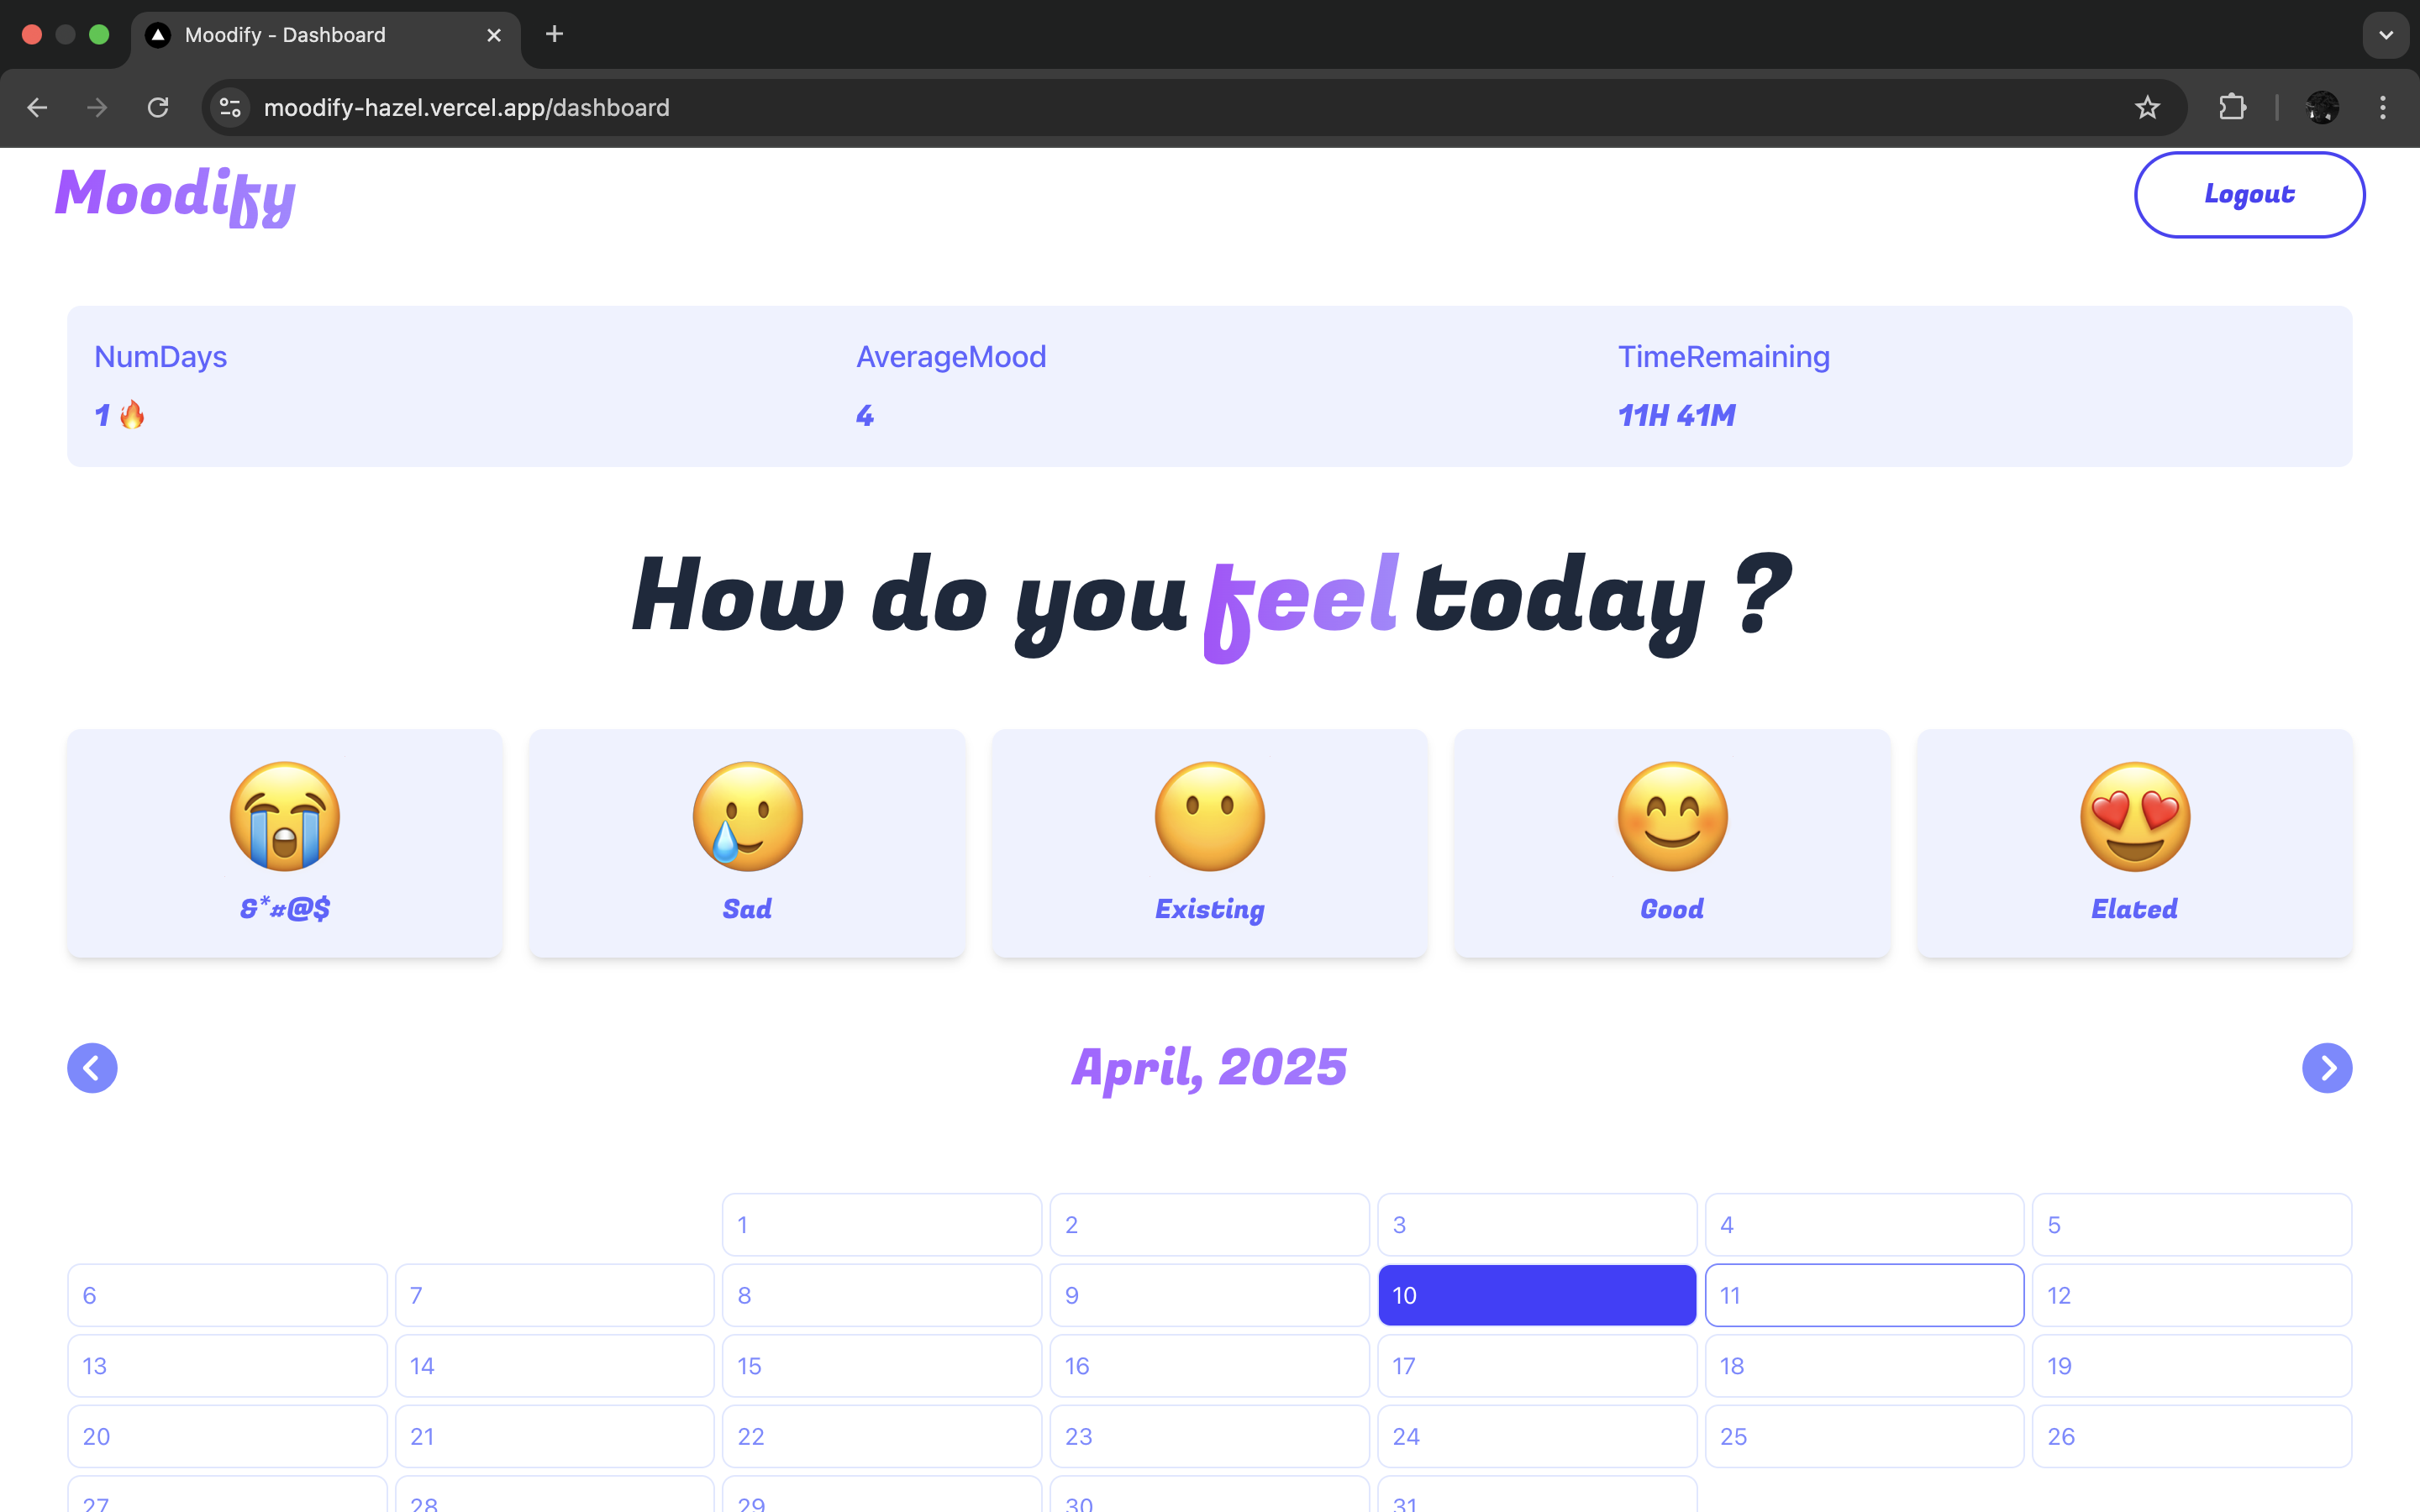 Moodify - Dashboard
moodify-hazel.vercel.app/dashboard
Moodify
Logout
NumDays
AverageMood
TimeRemaining
1 🔥
4
11H 41M
How do you feel today ?
&*#@$
Sad
Existing
Good
Elated
April, 2025
1 2 3 4 5
6 7 8 9 10 11 12
13 14 15 16 17 18 19
20 21 22 23 24 25 26
27 28 29 30 31